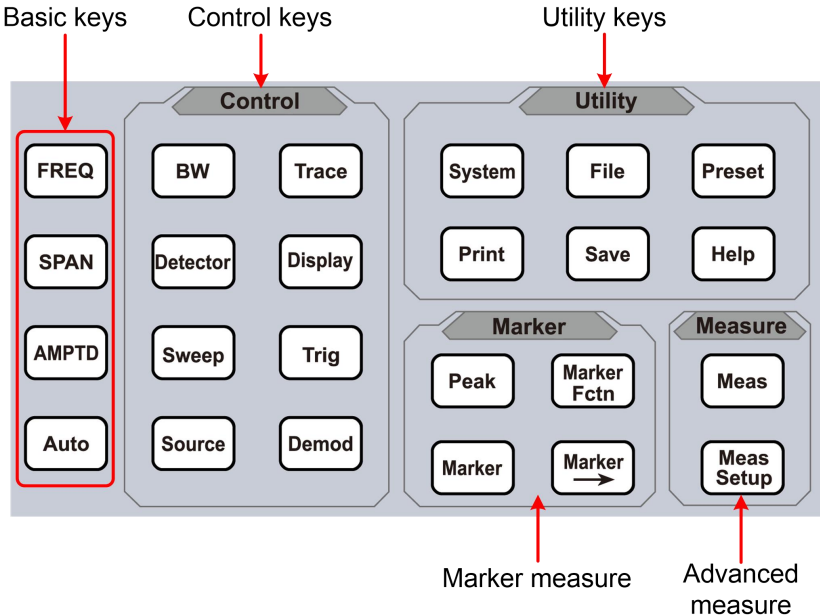 Basic keys
Control keys
Utility keys
Control
Utility
FREQ
BW
Trace
System
File
Preset
SPAN
Detector
Display
Print
Save
Help
Marker
Measure
AMPTD
Sweep
Trig
Peak
Marker
Fctn
Meas
Auto
Source
Demod
Marker
Marker
Meas
Setup
Marker measure
Advanced
measure